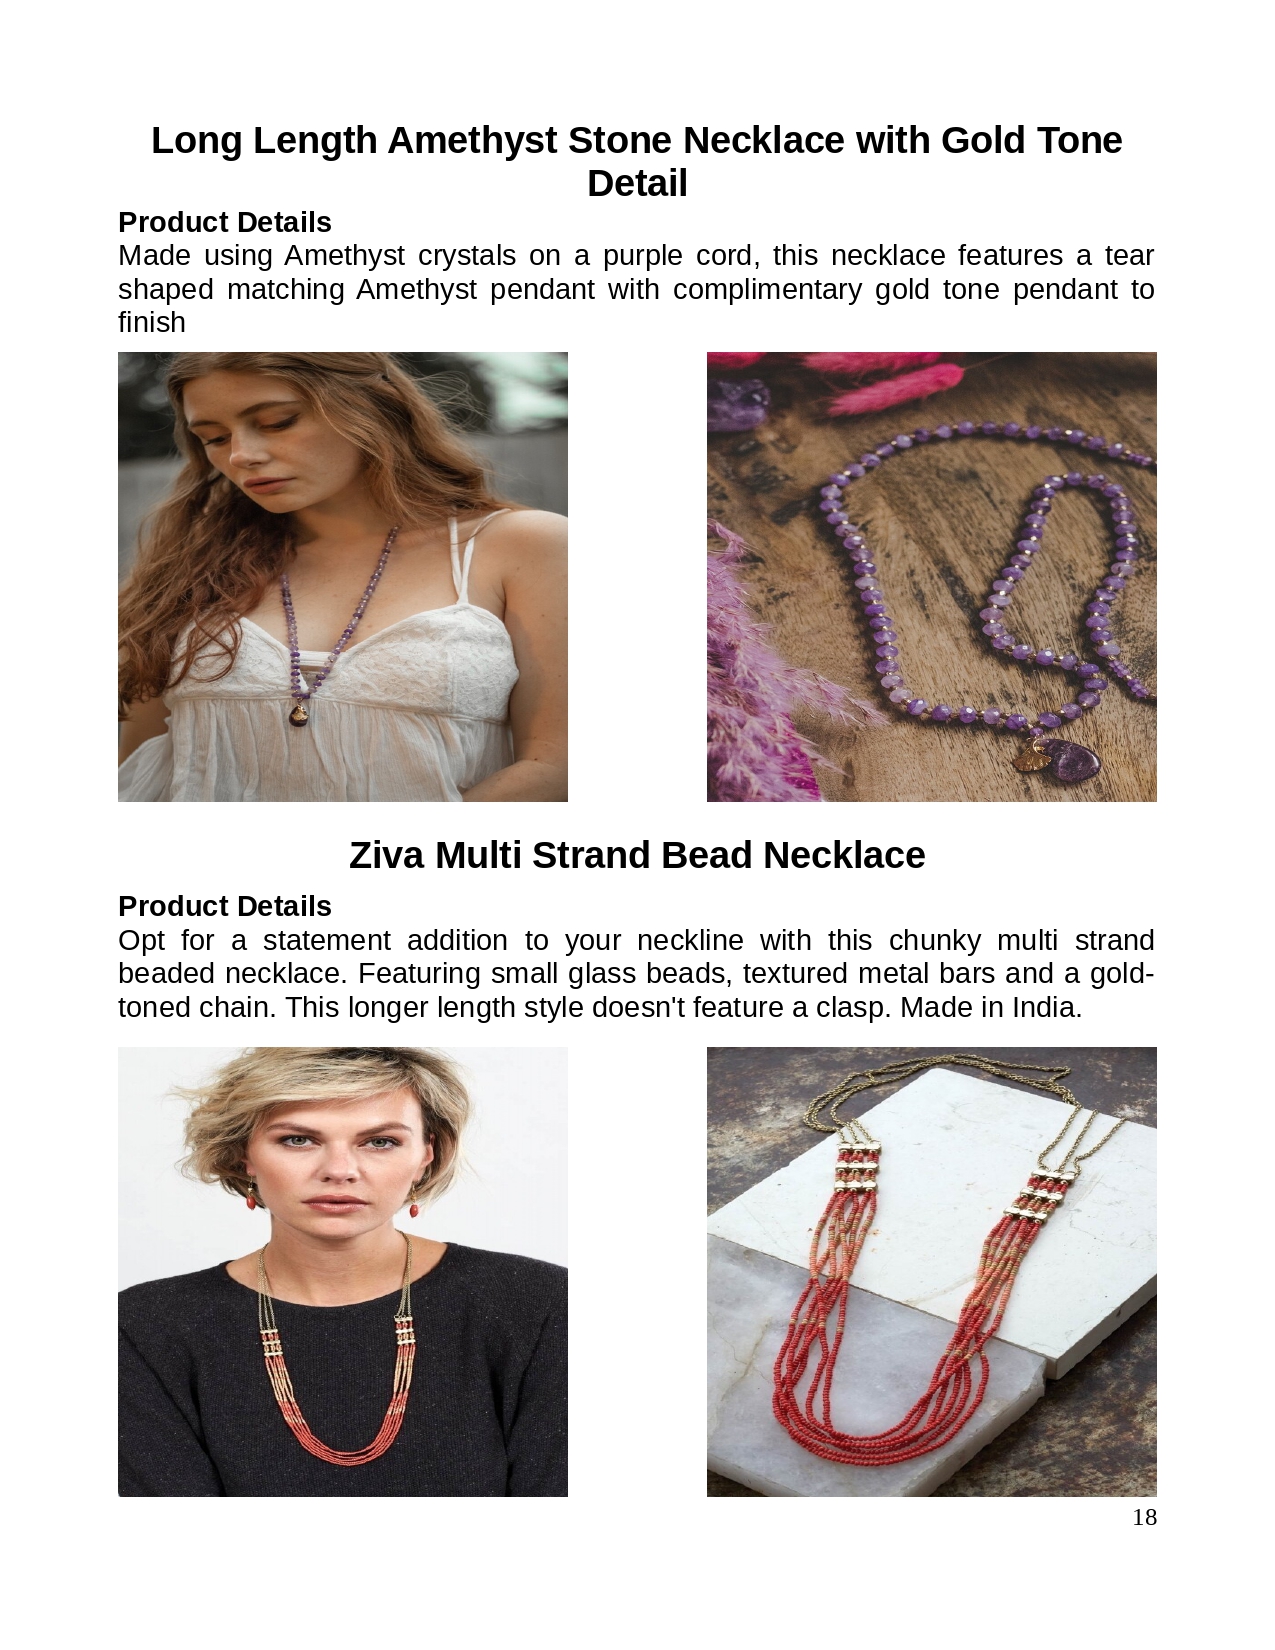 Long Length Amethyst Stone Necklace with Gold Tone
Detail
Product Details
Made using Amethyst crystals on a purple cord, this necklace features a tear
shaped matching Amethyst pendant with complimentary gold tone pendant to
finish
Ziva Multi Strand Bead Necklace
Product Details
Opt for a statement addition to your neckline with this chunky multi strand
beaded necklace. Featuring small glass beads, textured metal bars and a gold-
toned chain. This longer length style doesn't feature a clasp. Made in India.
18